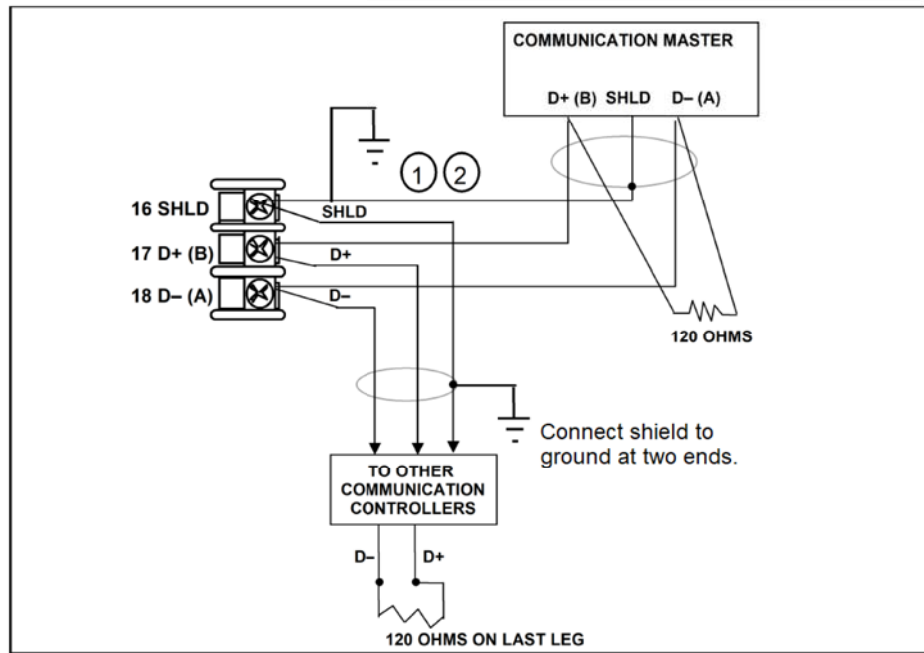 COMMUNICATION MASTER
D+ (B) SHLD D– (A)
1 2
16 SHLD
SHLD
17 D+ (B)
D+
18 D– (A)
D–
120 OHMS
Connect shield to
ground at two ends.
TO OTHER
COMMUNICATION
CONTROLLERS
D– D+
120 OHMS ON LAST LEG